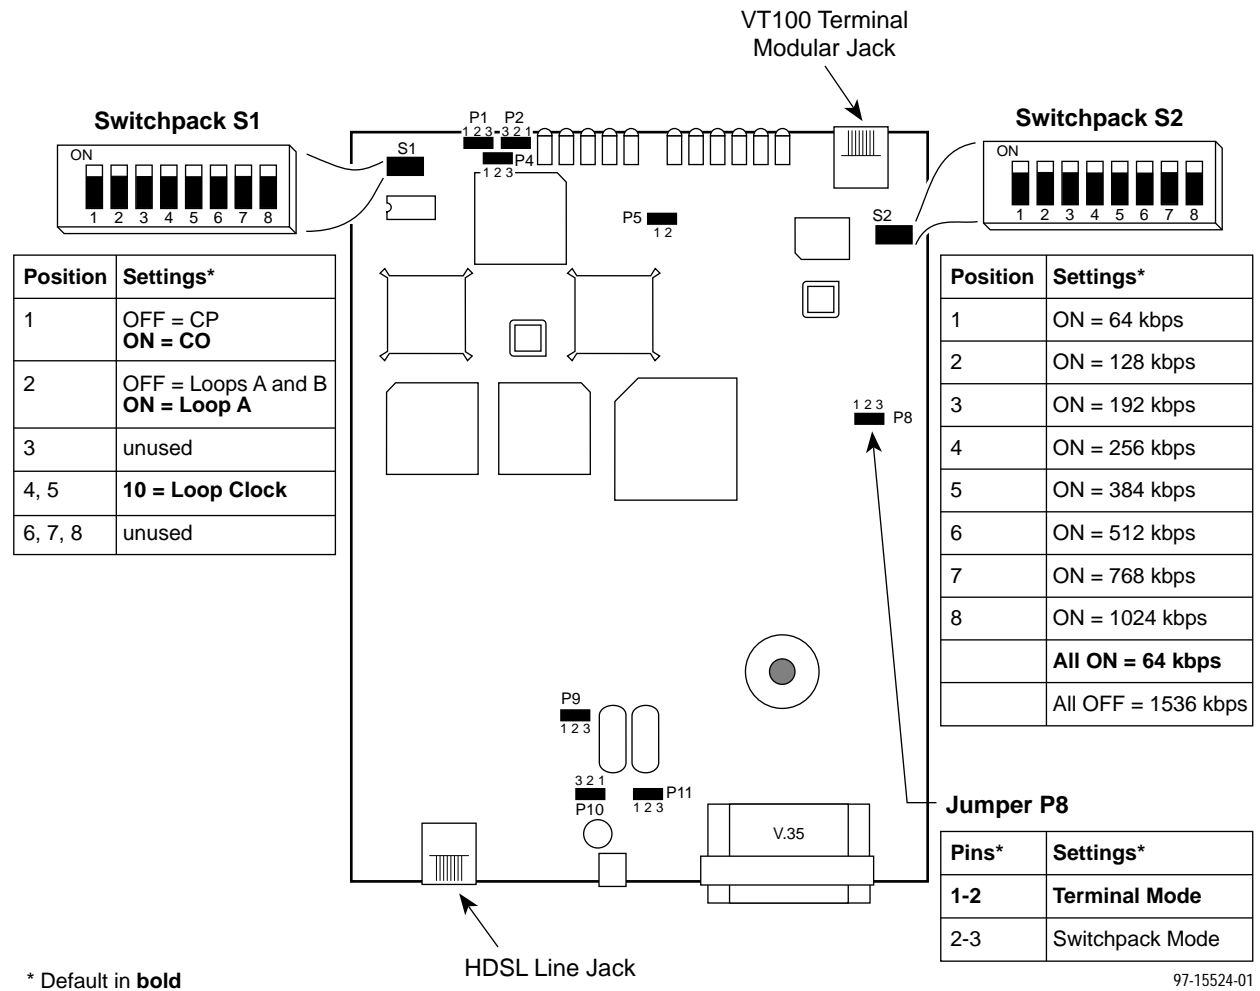 VT100 Terminal
Modular Jack
Switchpack S1
ON
1 2 3 4 5 6 7 8
Position Settings*
1 OFF = CP
ON = CO
2 OFF = Loops A and B
ON = Loop A
3 unused
4, 5 10 = Loop Clock
6, 7, 8 unused
P1 P2
1 2 3 3 2 1
S1
P4
1 2 3
P5
1 2
S2
1 2 3
P8
P9
1 2 3
3 2 1
P10
P11
1 2 3
V.35
HDSL Line Jack
Switchpack S2
ON
1 2 3 4 5 6 7 8
Position Settings*
1 ON = 64 kbps
2 ON = 128 kbps
3 ON = 192 kbps
4 ON = 256 kbps
5 ON = 384 kbps
6 ON = 512 kbps
7 ON = 768 kbps
8 ON = 1024 kbps
All ON = 64 kbps
All OFF = 1536 kbps
Jumper P8
Pins* Settings*
1-2 Terminal Mode
2-3 Switchpack Mode
* Default in bold
97-15524-01